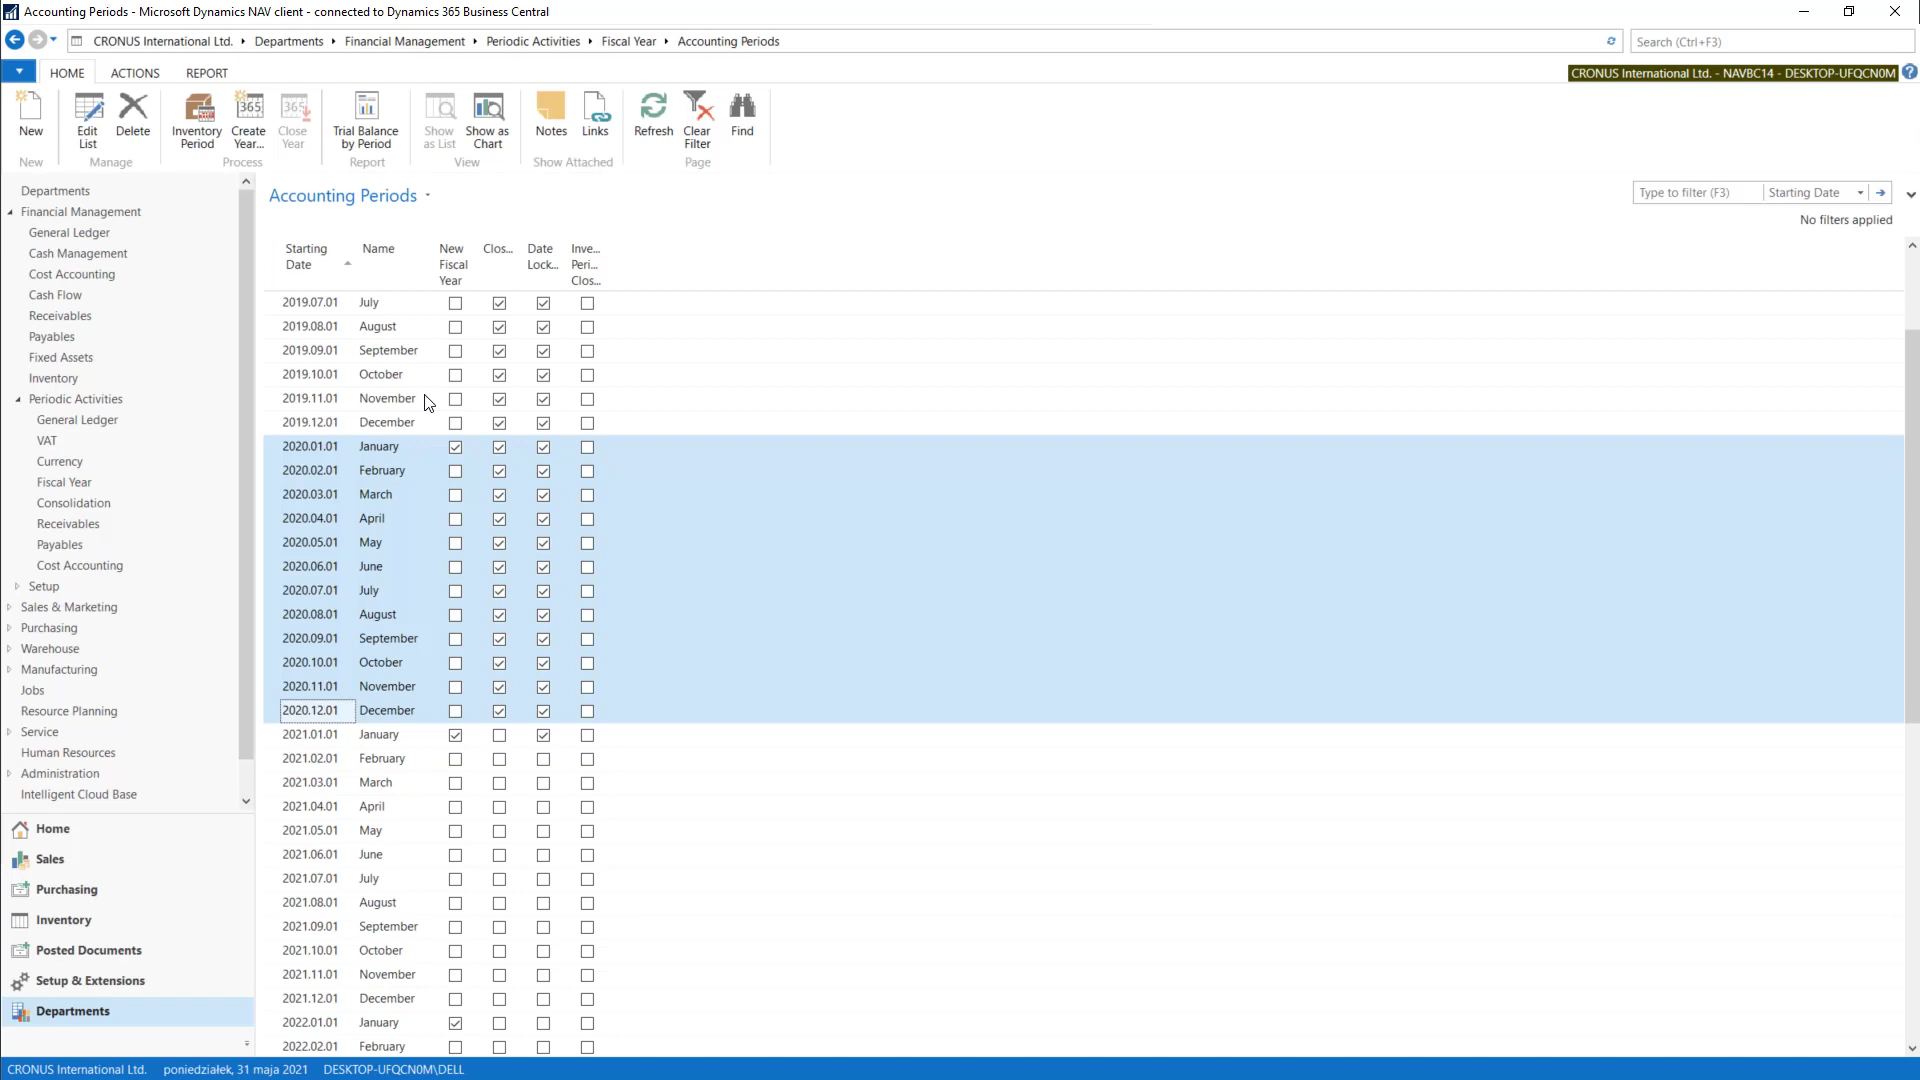 Accounting Periods - Microsoft Dynamics NAV client - connected to Dynamics 365 Business Central
CRONUS International Ltd. Departments Financial Management Periodic Activities Fiscal Year Accounting Periods
Search (Ctrl+F3)
HOME ACTIONS REPORT
CRONUS International Ltd. - NAVBC14 - DESKTOP-UFQCN0M
New
Edit List
Delete
Inventory Period
365 Create Year...
365 Close Year
Trial Balance by Period
Show as List
Show as Chart
Notes
Links
Refresh
Clear Filter
Find
New Manage Process Report View Show Attached Page
Departments
Financial Management
General Ledger
Cash Management
Cost Accounting
Cash Flow
Receivables
Payables
Fixed Assets
Inventory
Periodic Activities
General Ledger
VAT
Currency
Fiscal Year
Consolidation
Receivables
Payables
Cost Accounting
Setup
Sales & Marketing
Purchasing
Warehouse
Manufacturing
Jobs
Resource Planning
Service
Human Resources
Administration
Intelligent Cloud Base
Home
Sales
Purchasing
Inventory
Posted Documents
Setup & Extensions
Departments
Accounting Periods
Type to filter (F3) Starting Date
No filters applied
Starting Date Name New Fiscal Year Clos... Date Lock... Inve... Peri... Clos...
2019.07.01 July
2019.08.01 August
2019.09.01 September
2019.10.01 October
2019.11.01 November
2019.12.01 December
2020.01.01 January
2020.02.01 February
2020.03.01 March
2020.04.01 April
2020.05.01 May
2020.06.01 June
2020.07.01 July
2020.08.01 August
2020.09.01 September
2020.10.01 October
2020.11.01 November
2020.12.01 December
2021.01.01 January
2021.02.01 February
2021.03.01 March
2021.04.01 April
2021.05.01 May
2021.06.01 June
2021.07.01 July
2021.08.01 August
2021.09.01 September
2021.10.01 October
2021.11.01 November
2021.12.01 December
2022.01.01 January
2022.02.01 February
CRONUS International Ltd. poniedziałek, 31 maja 2021 DESKTOP-UFQCN0M\DELL